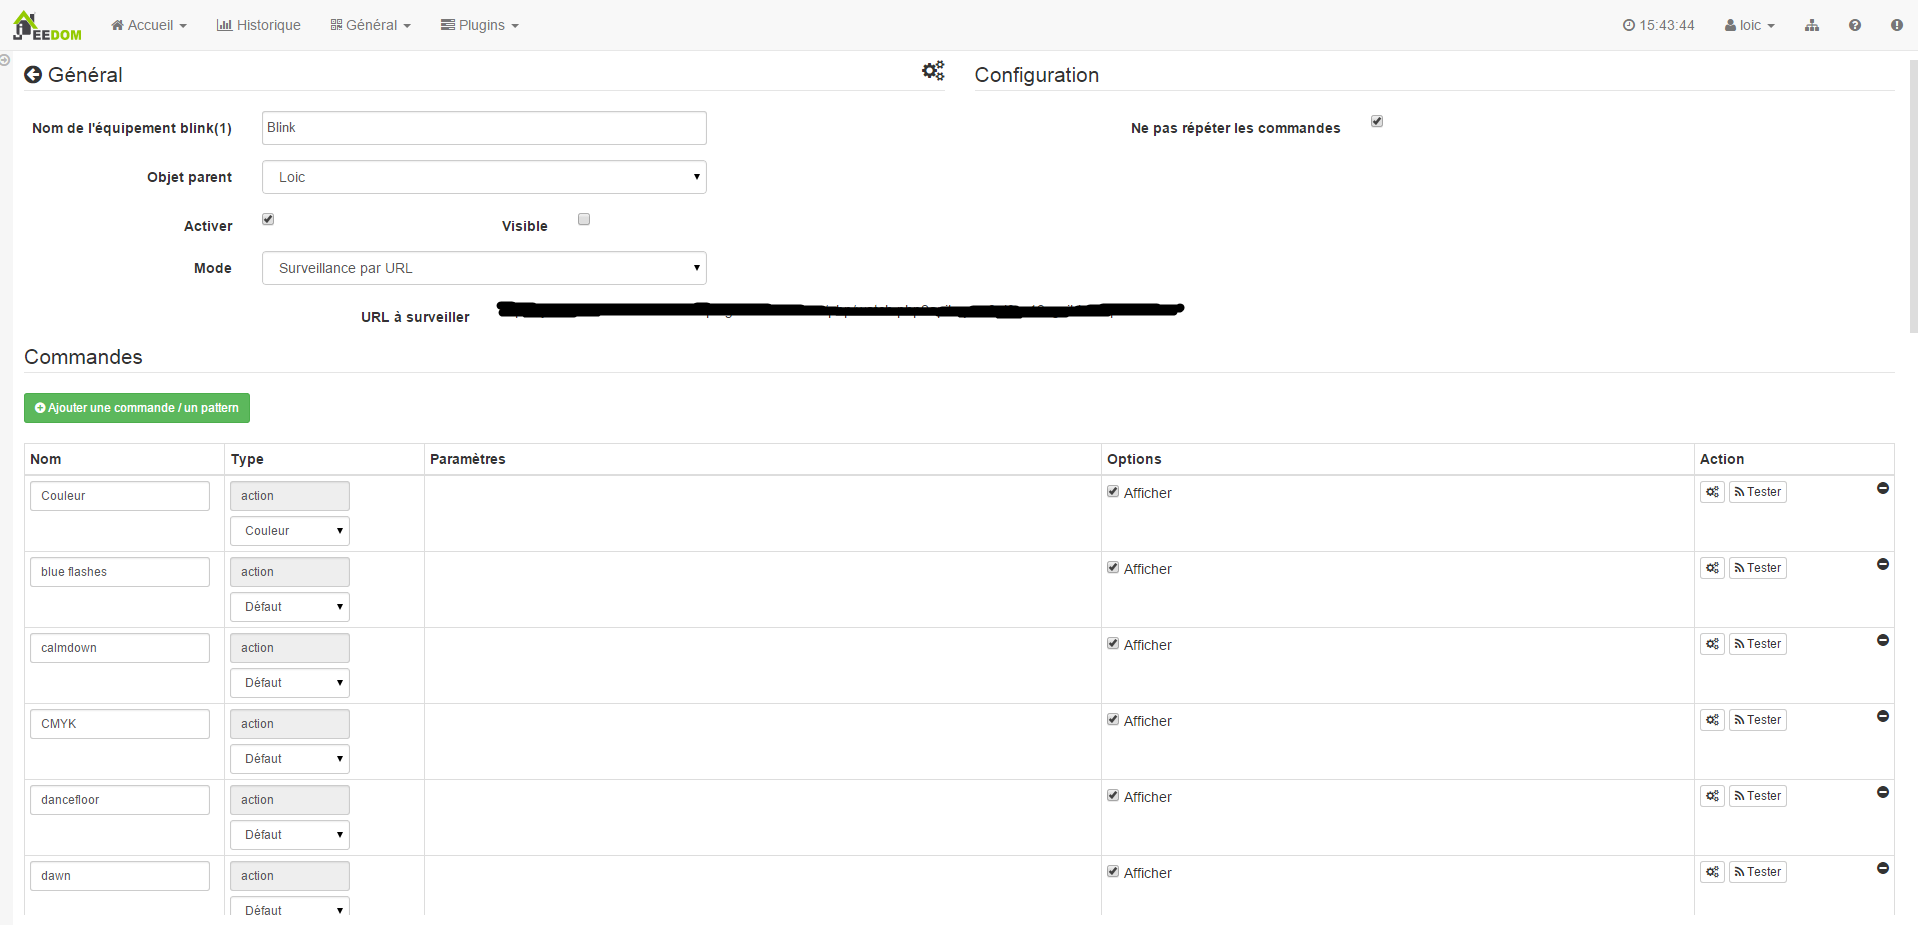 JEEDOM Accueil Historique Général Plugins 15:43:44 loic
Général
Configuration
Nom de l'équipement blink(1) Blink
Ne pas répéter les commandes
Objet parent Loic
Activer Visible
Mode Surveillance par URL
URL à surveiller
Commandes
Ajouter une commande / un pattern
Nom Type Paramètres Options Action
Couleur action Afficher Tester
Couleur
blue flashes action Afficher Tester
Défaut
calmdown action Afficher Tester
Défaut
CMYK action Afficher Tester
Défaut
dancefloor action Afficher Tester
Défaut
dawn action Afficher Tester
Défaut